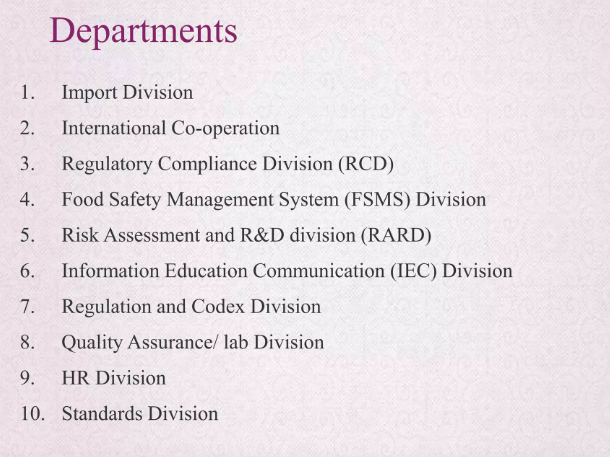 Departments
1. Import Division
2. International Co-operation
3. Regulatory Compliance Division (RCD)
4. Food Safety Management System (FSMS) Division
5. Risk Assessment and R&D division (RARD)
6. Information Education Communication (IEC) Division
7. Regulation and Codex Division
8. Quality Assurance/ lab Division
9. HR Division
10. Standards Division